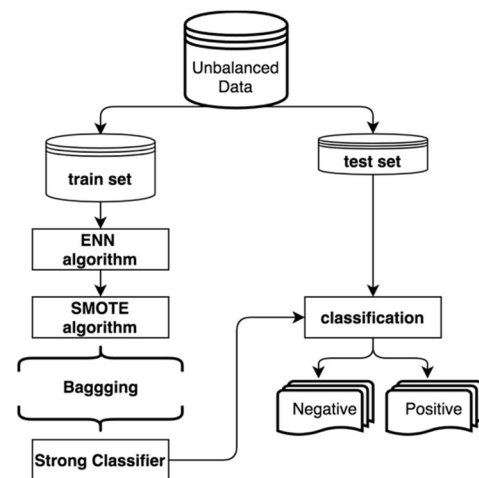 Unbalanced
Data
train set
test set
ENN
algorithm
SMOTE
algorithm
classification
Baggging
Negative
Positive
Strong Classifier